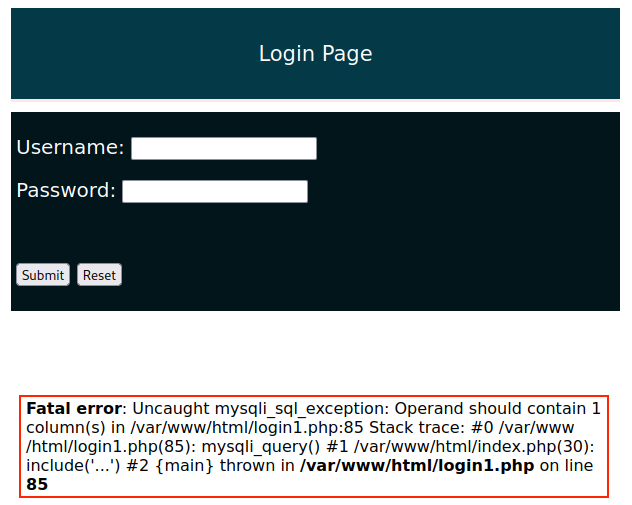 Login Page
Username:
Password:
Submit Reset
Fatal error: Uncaught mysqli_sql_exception: Operand should contain 1
column(s) in /var/www/html/login1.php:85 Stack trace: #0 /var/www
/html/login1.php(85): mysqli_query() #1 /var/www/html/index.php(30):
include('...') #2 {main} thrown in /var/www/html/login1.php on line
85